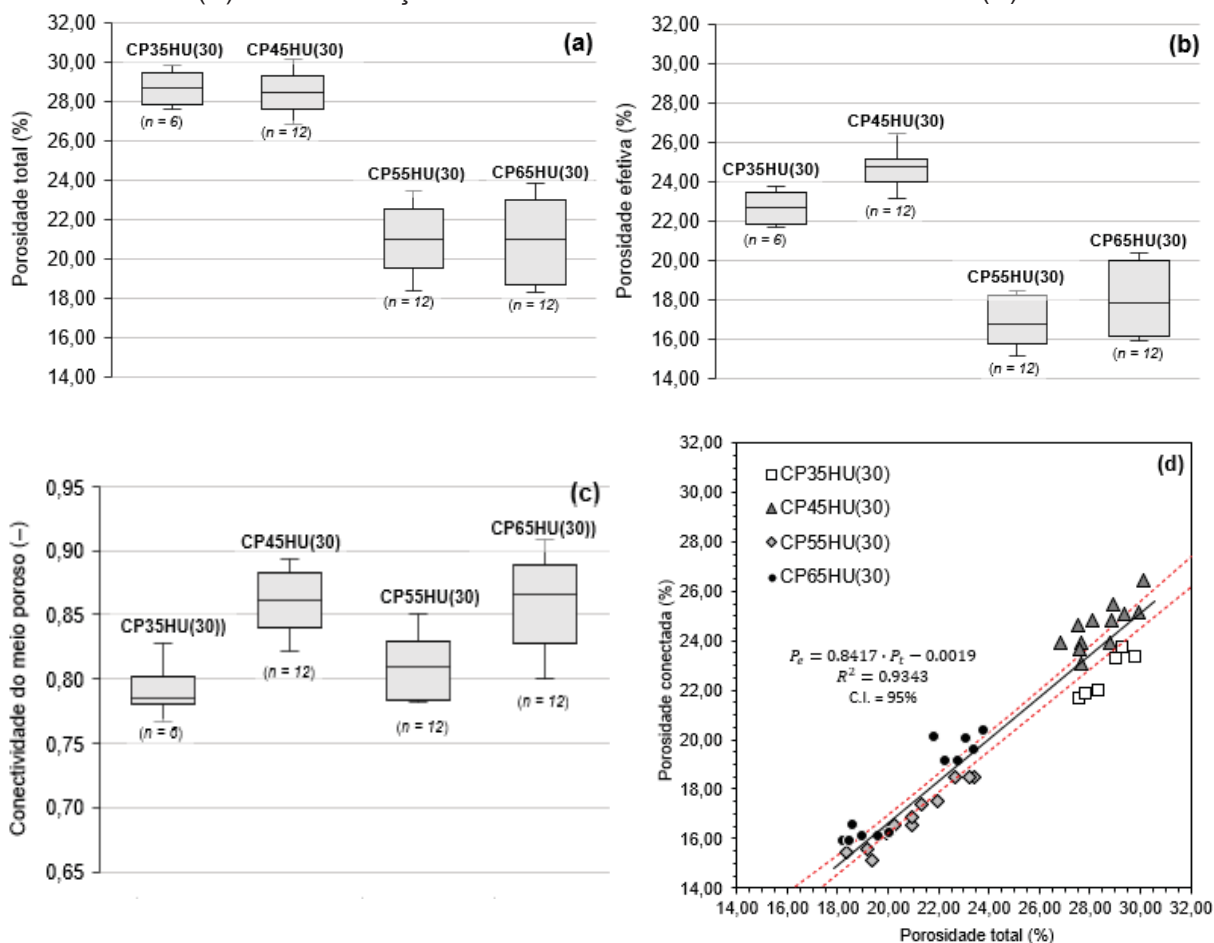 32,00
30,00
28,00
26,00
24,00
22,00
20,00
18,00
16,00
14,00
Porosidade total (%)
(a)
CP35HU(30)
(n = 6)
CP45HU(30)
(n = 12)
CP55HU(30)
(n = 12)
CP65HU(30)
(n = 12)
32,00
30,00
28,00
26,00
24,00
22,00
20,00
18,00
16,00
14,00
Porosidade efetiva (%)
(b)
CP35HU(30)
(n = 6)
CP45HU(30)
(n = 12)
CP55HU(30)
(n = 12)
CP65HU(30)
(n = 12)
0,95
0,90
0,85
0,80
0,75
0,70
0,65
Conectividade do meio poroso (–)
(c)
CP35HU(30))
(n = 6)
CP45HU(30)
(n = 12)
CP55HU(30)
(n = 12)
CP65HU(30))
(n = 12)
32,00
30,00
28,00
26,00
24,00
22,00
20,00
18,00
16,00
14,00
Porosidade conectada (%)
(d)
CP35HU(30)
CP45HU(30)
CP55HU(30)
CP65HU(30)
Pₑ = 0.8417 · Pₜ − 0.0019
R² = 0.9343
C.I. = 95%
14,00 16,00 18,00 20,00 22,00 24,00 26,00 28,00 30,00 32,00
Porosidade total (%)